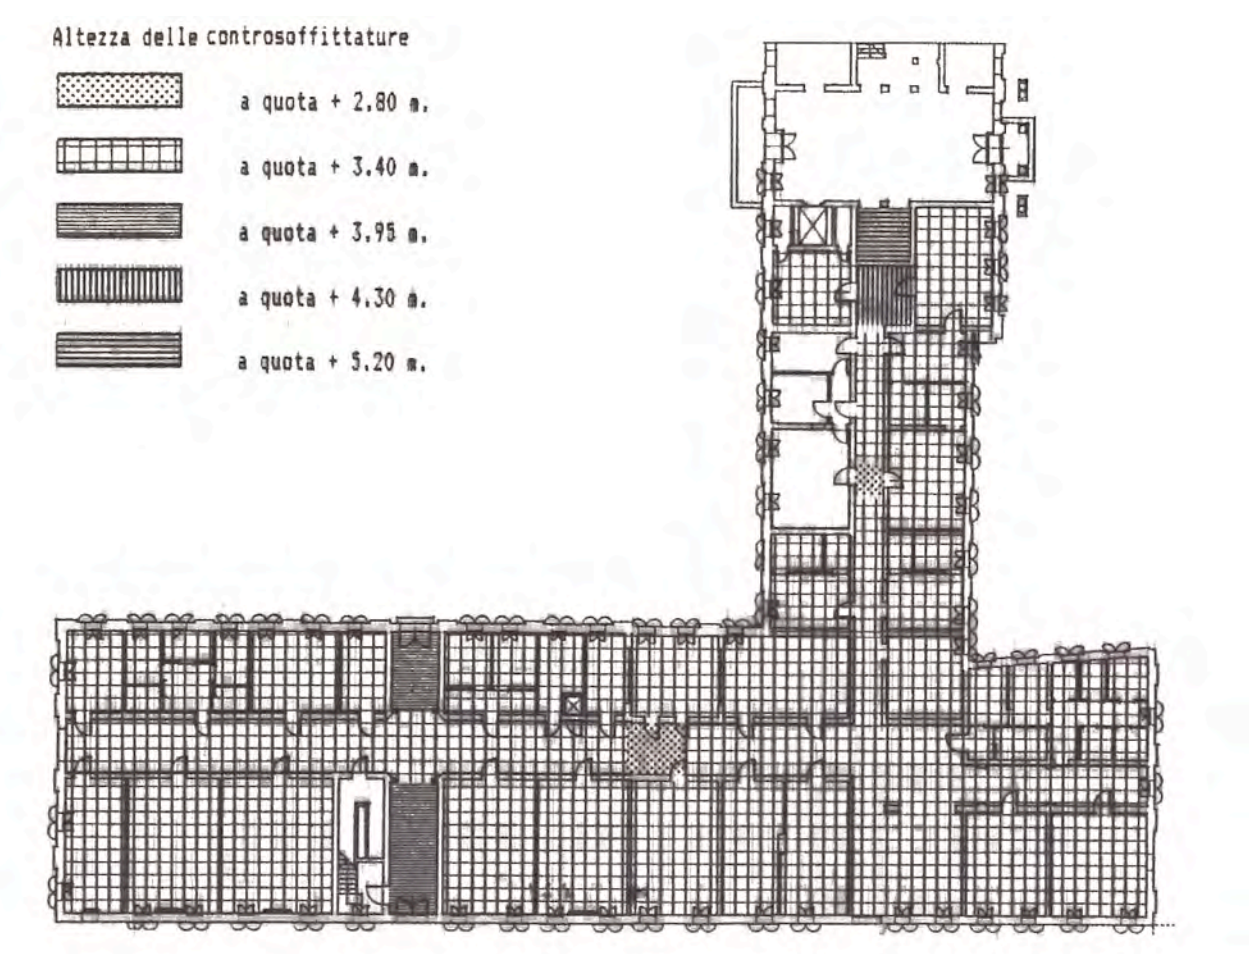 Altezza delle controsoffittature
a quota + 2.80 m.
a quota + 3.40 m.
a quota + 3.95 m.
a quota + 4.30 m.
a quota + 5.20 m.